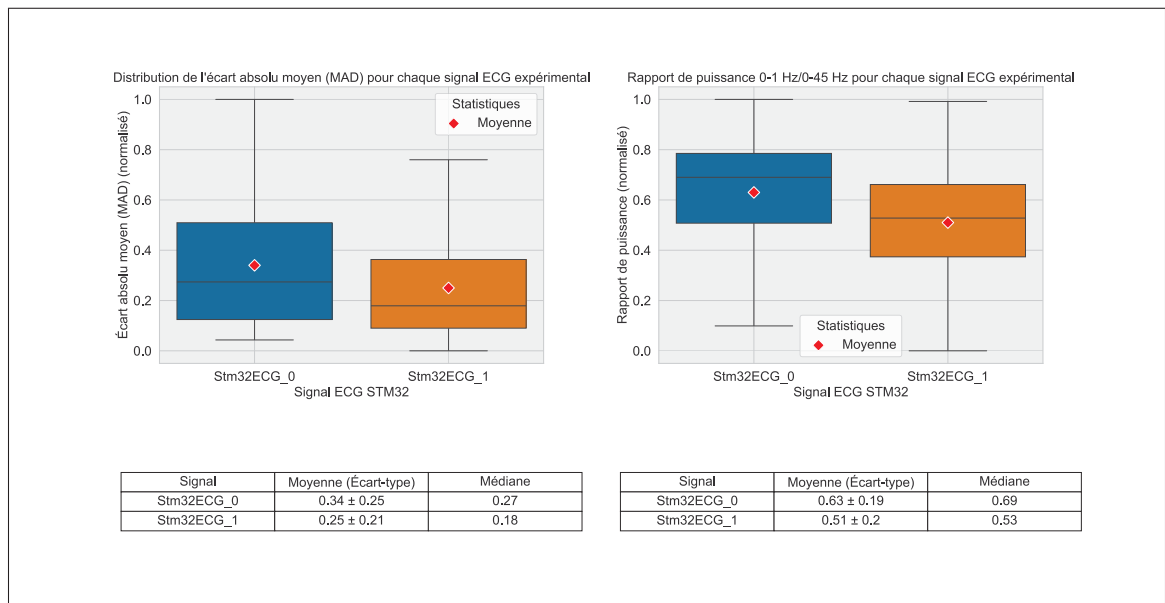 Distribution de l'écart absolu moyen (MAD) pour chaque signal ECG expérimental
Écart absolu moyen (MAD) (normalisé)
1.0
0.8
0.6
0.4
0.2
0.0
Statistiques
Moyenne
Stm32ECG_0 Stm32ECG_1
Signal ECG STM32
Rapport de puissance 0-1 Hz/0-45 Hz pour chaque signal ECG expérimental
Rapport de puissance (normalisé)
1.0
0.8
0.6
0.4
0.2
0.0
Statistiques
Moyenne
Stm32ECG_0 Stm32ECG_1
Signal ECG STM32
Signal Moyenne (Écart-type) Médiane
Stm32ECG_0 0.34 ± 0.25 0.27
Stm32ECG_1 0.25 ± 0.21 0.18
Signal Moyenne (Écart-type) Médiane
Stm32ECG_0 0.63 ± 0.19 0.69
Stm32ECG_1 0.51 ± 0.2 0.53